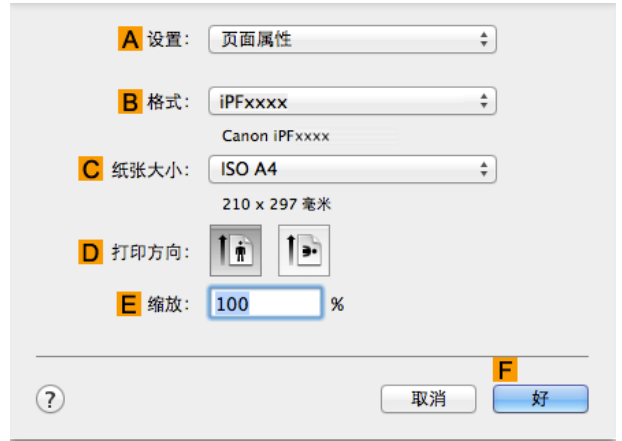 A 设置: 页面属性
B 格式: iPFxxxx
Canon iPFxxxx
C 纸张大小: ISO A4
210 x 297 毫米
D 打印方向:
E 缩放: 100 %
F
? 取消 好